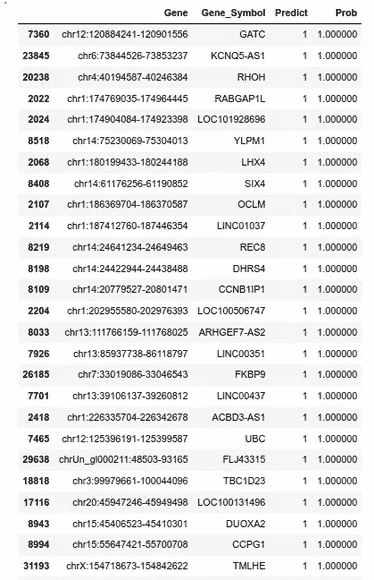 Gene Gene_Symbol Predict Prob
7360 chr12:120884241-120901556 GATC 1 1.000000
23845 chr6:73844526-73853237 KCNQ5-AS1 1 1.000000
20238 chr4:40194587-40246384 RHOH 1 1.000000
2022 chr1:174769035-174964445 RABGAP1L 1 1.000000
2024 chr1:174904084-174923398 LOC101928696 1 1.000000
8518 chr14:75230069-75304013 YLPM1 1 1.000000
2068 chr1:180199433-180244188 LHX4 1 1.000000
8408 chr14:61176256-61190852 SIX4 1 1.000000
2107 chr1:186369704-186370587 OCLM 1 1.000000
2114 chr1:187412760-187446354 LINC01037 1 1.000000
8219 chr14:24641234-24649463 REC8 1 1.000000
8198 chr14:24422944-24438488 DHRS4 1 1.000000
8109 chr14:20779527-20801471 CCNB1IP1 1 1.000000
2204 chr1:202955580-202976393 LOC100506747 1 1.000000
8033 chr13:111766159-111768025 ARHGEF7-AS2 1 1.000000
7926 chr13:85937738-86118797 LINC00351 1 1.000000
26185 chr7:33019086-33046543 FKBP9 1 1.000000
7701 chr13:39106137-39260812 LINC00437 1 1.000000
2418 chr1:226335704-226342678 ACBD3-AS1 1 1.000000
7465 chr12:125396191-125399587 UBC 1 1.000000
29638 chrUn_gl000211:48503-93165 FLJ43315 1 1.000000
18818 chr3:99979661-100044096 TBC1D23 1 1.000000
17116 chr20:45947246-45949498 LOC100131496 1 1.000000
8943 chr15:45406523-45410301 DUOXA2 1 1.000000
8994 chr15:55647421-55700708 CCPG1 1 1.000000
31193 chrX:154718673-154842622 TMLHE 1 1.000000